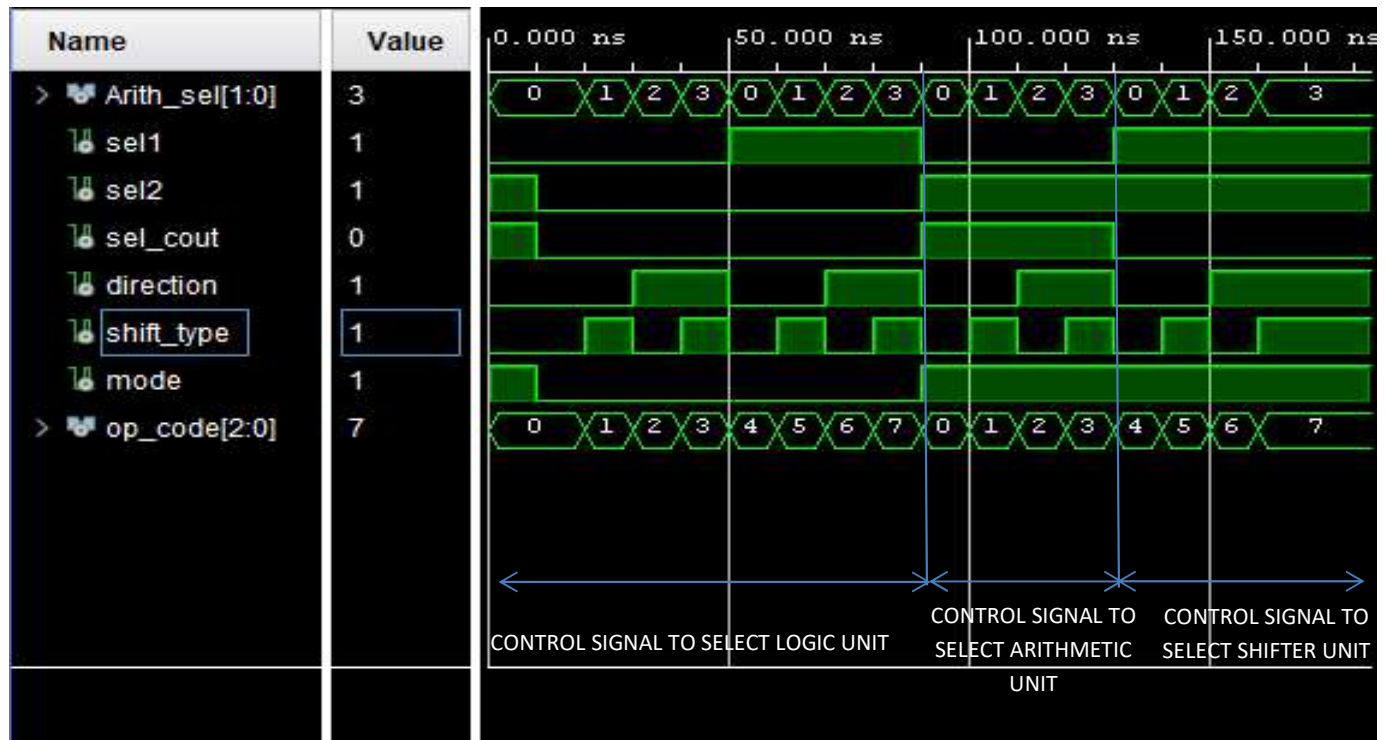 Name Value 0.000 ns 50.000 ns 100.000 ns 150.000 ns
> Arith_sel[1:0] 3 0 1 2 3 0 1 2 3 0 1 2 3 0 1 2 3
sel1 1
sel2 1
sel_cout 0
direction 1
shift_type 1
mode 1
> op_code[2:0] 7 0 1 2 3 4 5 6 7 0 1 2 3 4 5 6 7
CONTROL SIGNAL TO SELECT LOGIC UNIT
CONTROL SIGNAL TO
SELECT ARITHMETIC
UNIT
CONTROL SIGNAL TO
SELECT SHIFTER UNIT